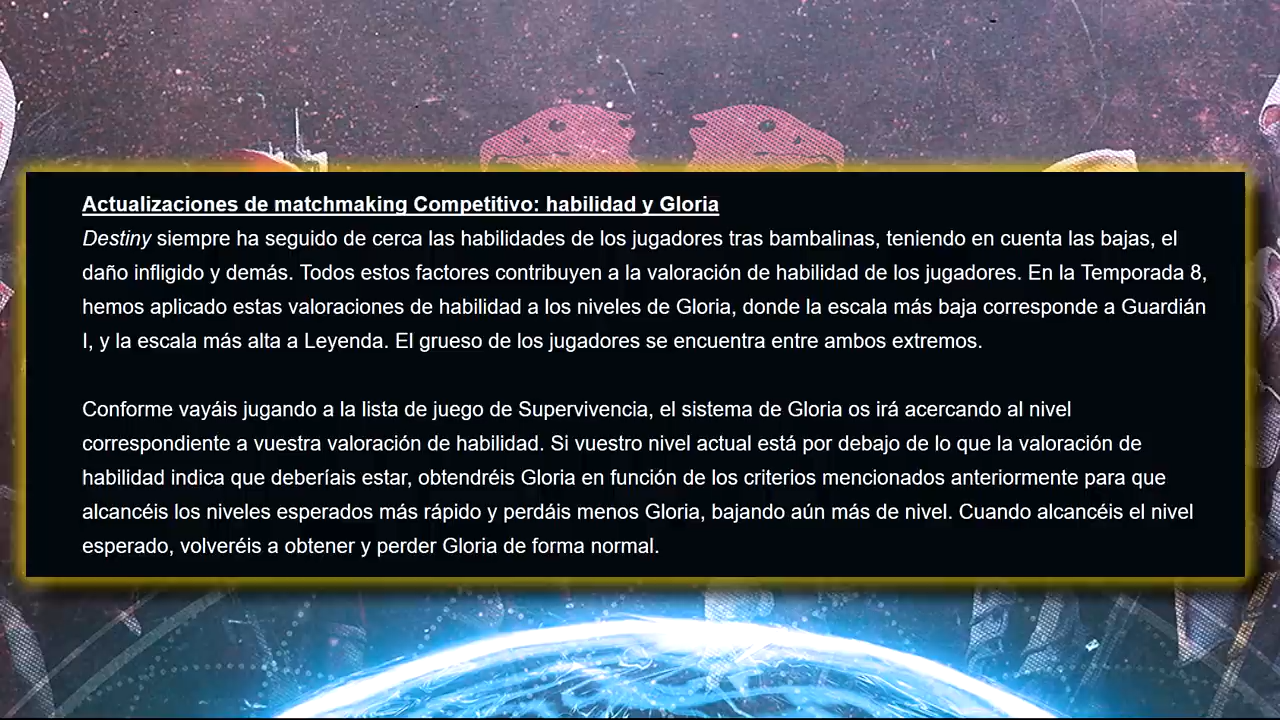 Actualizaciones de matchmaking Competitivo: habilidad y Gloria
Destiny siempre ha seguido de cerca las habilidades de los jugadores tras bambalinas, teniendo en cuenta las bajas, el
daño infligido y demás. Todos estos factores contribuyen a la valoración de habilidad de los jugadores. En la Temporada 8,
hemos aplicado estas valoraciones de habilidad a los niveles de Gloria, donde la escala más baja corresponde a Guardián
I, y la escala más alta a Leyenda. El grueso de los jugadores se encuentra entre ambos extremos.
Conforme vayáis jugando a la lista de juego de Supervivencia, el sistema de Gloria os irá acercando al nivel
correspondiente a vuestra valoración de habilidad. Si vuestro nivel actual está por debajo de lo que la valoración de
habilidad indica que deberíais estar, obtendréis Gloria en función de los criterios mencionados anteriormente para que
alcancéis los niveles esperados más rápido y perdáis menos Gloria, bajando aún más de nivel. Cuando alcancéis el nivel
esperado, volveréis a obtener y perder Gloria de forma normal.